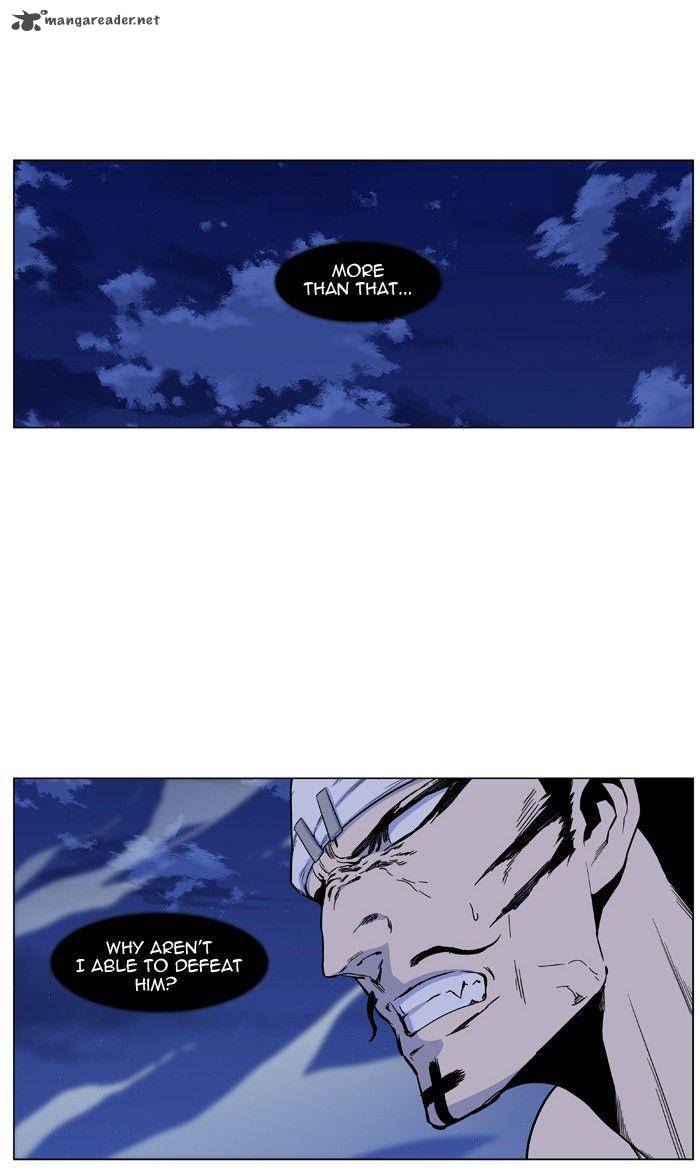 mangareader.net
MORE
THAN THAT...
WHY AREN'T
I ABLE TO DEFEAT
HIM?